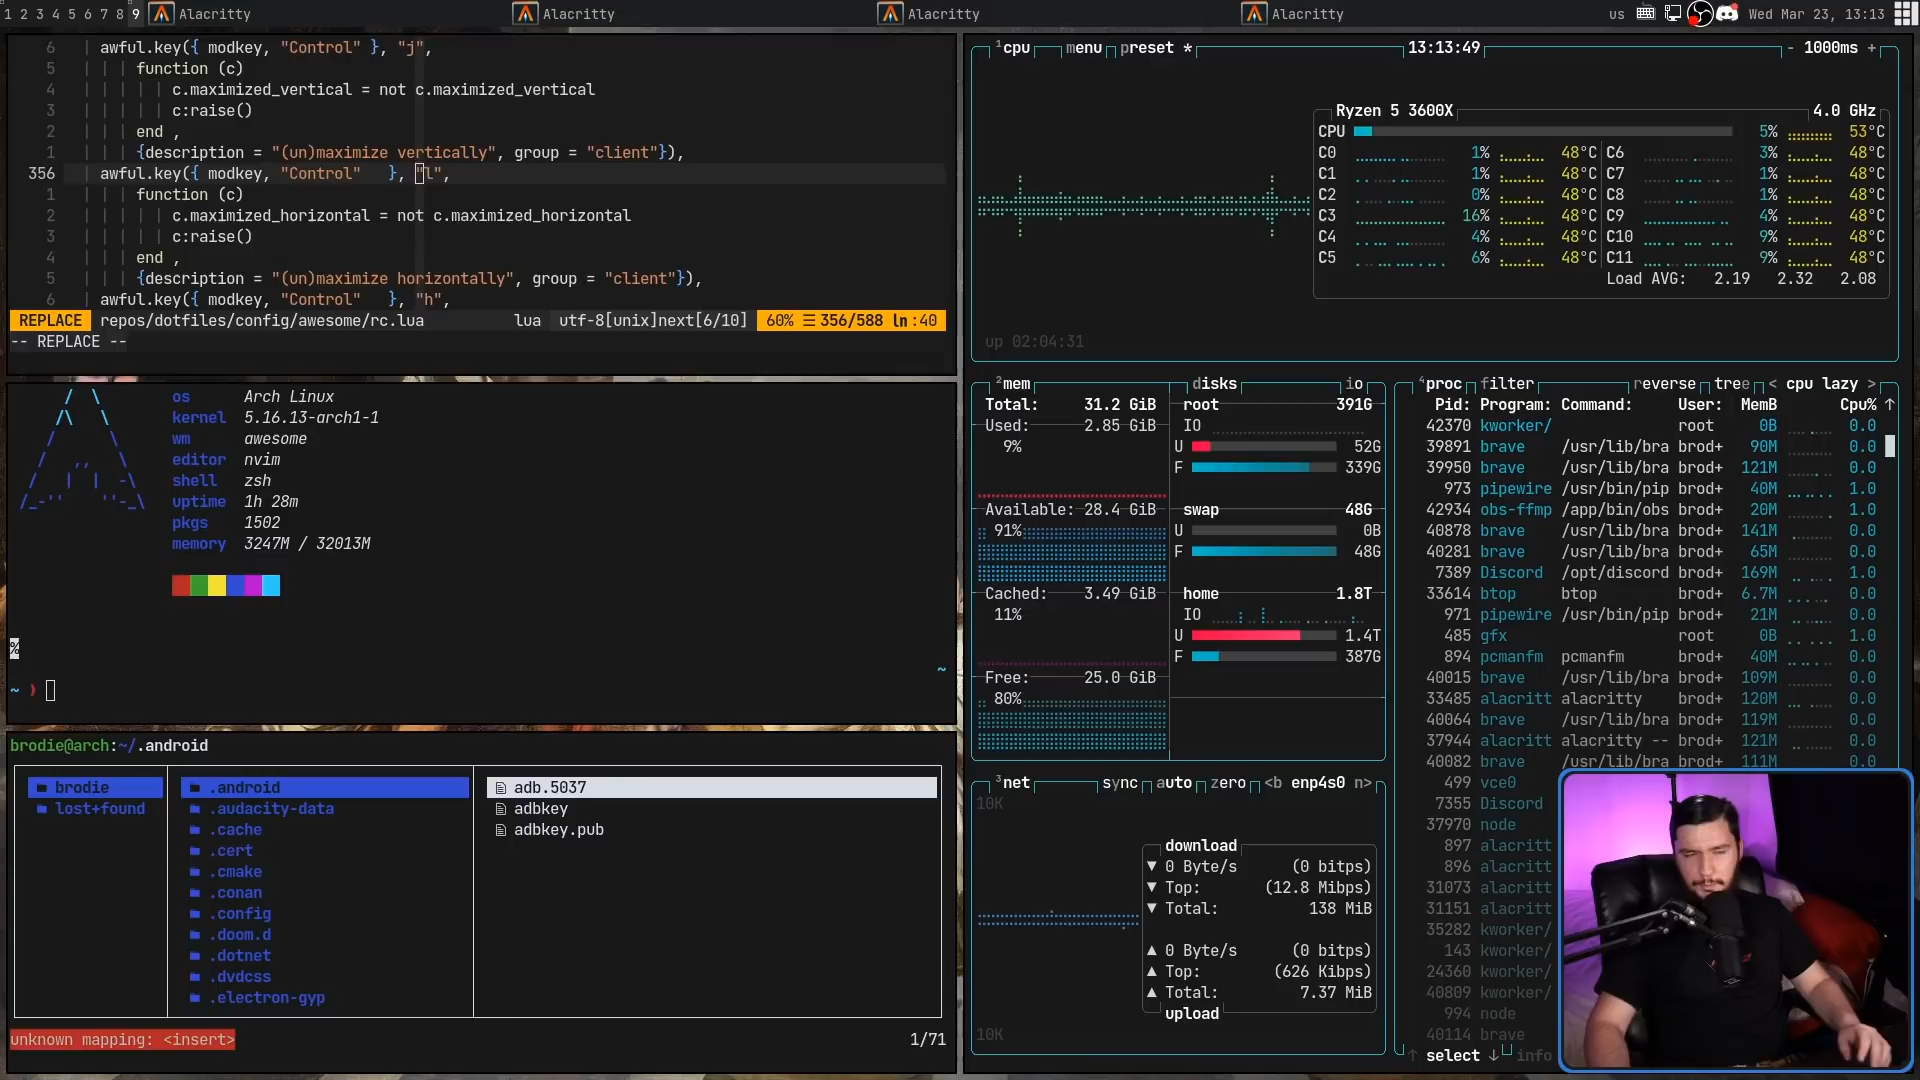 1 2 3 4 5 6 7 8 9 Alacritty Alacritty Alacritty Alacritty us Wed Mar 23, 13:13
6 awful.key({ modkey, "Control" }, "j",
5 function (c)
4 c.maximized_vertical = not c.maximized_vertical
3 c:raise()
2 end ,
1 {description = "(un)maximize vertically", group = "client"}),
356 awful.key({ modkey, "Control" }, "l",
1 function (c)
2 c.maximized_horizontal = not c.maximized_horizontal
3 c:raise()
4 end ,
5 {description = "(un)maximize horizontally", group = "client"}),
6 awful.key({ modkey, "Control" }, "h",
REPLACE repos/dotfiles/config/awesome/rc.lua lua utf-8[unix]next[6/10] 60% ☰ 356/588 ln :40
-- REPLACE --
os Arch Linux
kernel 5.16.13-arch1-1
wm awesome
editor nvim
shell zsh
uptime 1h 28m
pkgs 1502
memory 3247M / 32013M
%
~
~ )
brodie@arch:~/.android
brodie .android adb.5037
lost+found .audacity-data adbkey
.cache adbkey.pub
.cert
.cmake
.conan
.config
.doom.d
.dotnet
.dvdcss
.electron-gyp
unknown mapping: <insert> 1/71
1cpu menu preset * 13:13:49 - 1000ms +
Ryzen 5 3600X 4.0 GHz
CPU 5% 53°C
C0 1% 48°C C6 3% 48°C
C1 1% 48°C C7 1% 48°C
C2 0% 48°C C8 1% 48°C
C3 16% 48°C C9 4% 48°C
C4 4% 48°C C10 9% 48°C
C5 6% 48°C C11 9% 48°C
Load AVG: 2.19 2.32 2.08
up 02:04:31
2mem disks io
Total: 31.2 GiB root 391G
Used: 2.85 GiB IO
9% U 52G
F 339G
Available: 28.4 GiB swap 48G
91% U 0B
F 48G
Cached: 3.49 GiB home 1.8T
11% IO
U 1.4T
F 387G
Free: 25.0 GiB
80%
3net sync auto zero <b enp4s0 n>
10K
download
▼ 0 Byte/s (0 bitps)
▼ Top: (12.8 Mibps)
▼ Total: 138 MiB
▲ 0 Byte/s (0 bitps)
▲ Top: (626 Kibps)
▲ Total: 7.37 MiB
upload
10K
4proc filter reverse tree < cpu lazy >
Pid: Program: Command: User: MemB Cpu% ↑
42370 kworker/ root 0B 0.0
39891 brave /usr/lib/bra brod+ 90M 0.0
39950 brave /usr/lib/bra brod+ 121M 0.0
973 pipewire /usr/bin/pip brod+ 40M 1.0
42934 obs-ffmp /app/bin/obs brod+ 20M 1.0
40878 brave /usr/lib/bra brod+ 141M 0.0
40281 brave /usr/lib/bra brod+ 65M 0.0
7389 Discord /opt/discord brod+ 169M 1.0
33614 btop btop brod+ 6.7M 0.0
971 pipewire /usr/bin/pip brod+ 21M 0.0
485 gfx root 0B 1.0
894 pcmanfm pcmanfm brod+ 40M 0.0
40015 brave /usr/lib/bra brod+ 109M 0.0
33485 alacritt alacritty brod+ 120M 0.0
40064 brave /usr/lib/bra brod+ 119M 0.0
37944 alacritt alacritty -- brod+ 121M 0.0
40082 brave /usr/lib/bra brod+ 111M 0.0
499 vce0
7355 Discord
37970 node
897 alacritt
896 alacritt
31073 alacritt
31151 alacritt
35282 kworker/
143 kworker/
24360 kworker/
40809 kworker/
994 node
40114 brave
↑ select ↓ info